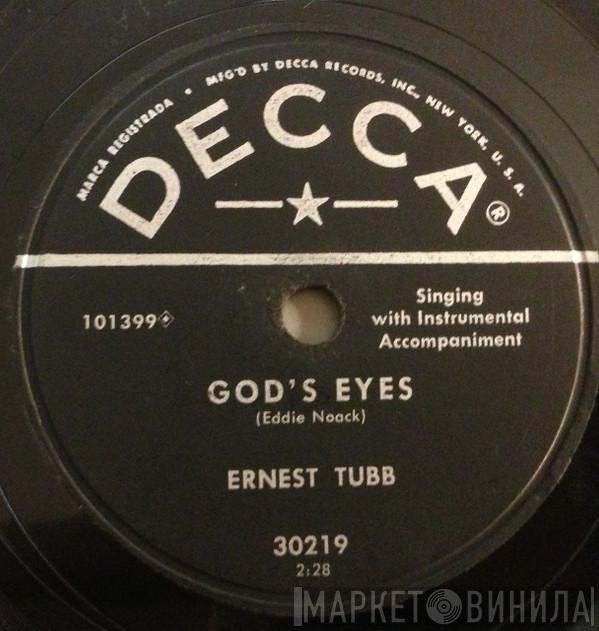 MARCA REGISTRADA • MFG'D BY DECCA RECORDS, INC., NEW YORK, U. S. A.
DECCA®
101399
Singing
with Instrumental
Accompaniment
GOD'S EYES
(Eddie Noack)
ERNEST TUBB
30219
2:28
МАРКЕТ ВИНИЛА